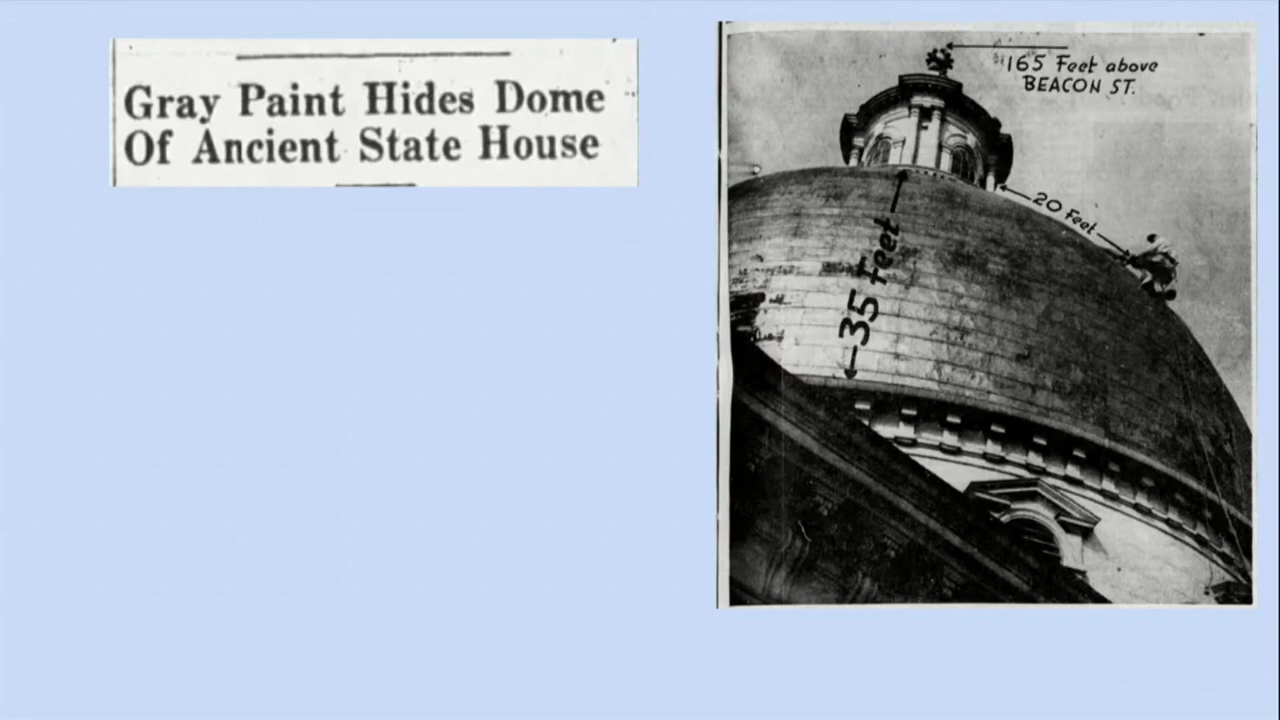 Gray Paint Hides Dome
Of Ancient State House
165 Feet above
BEACON ST.
20 Feet
35 Feet